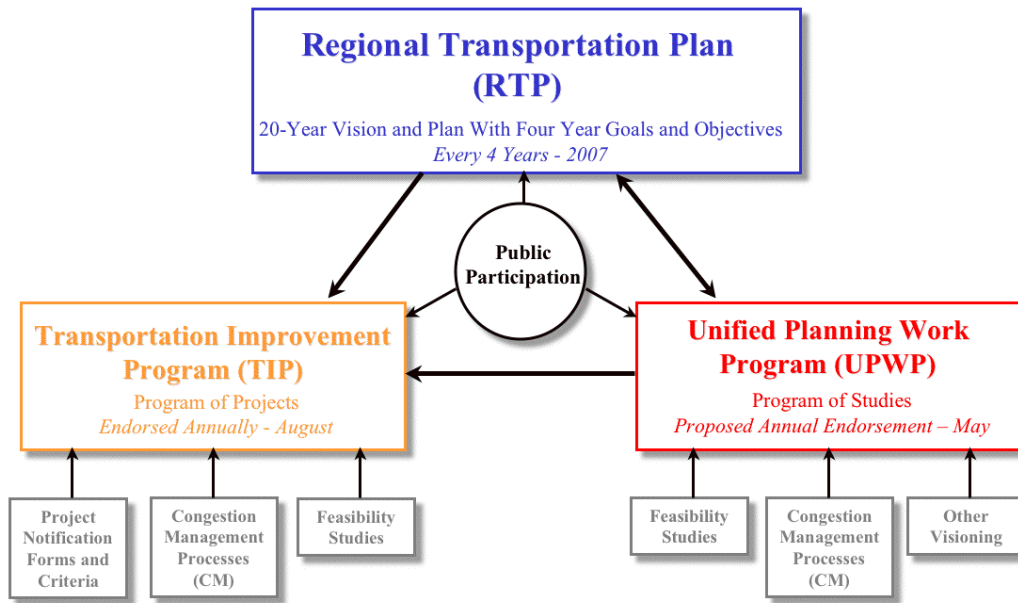 Regional Transportation Plan
(RTP)
20-Year Vision and Plan With Four Year Goals and Objectives
Every 4 Years - 2007
Public
Participation
Transportation Improvement
Program (TIP)
Program of Projects
Endorsed Annually - August
Unified Planning Work
Program (UPWP)
Program of Studies
Proposed Annual Endorsement – May
Project
Notification
Forms and
Criteria
Congestion
Management
Processes
(CM)
Feasibility
Studies
Feasibility
Studies
Congestion
Management
Processes
(CM)
Other
Visioning